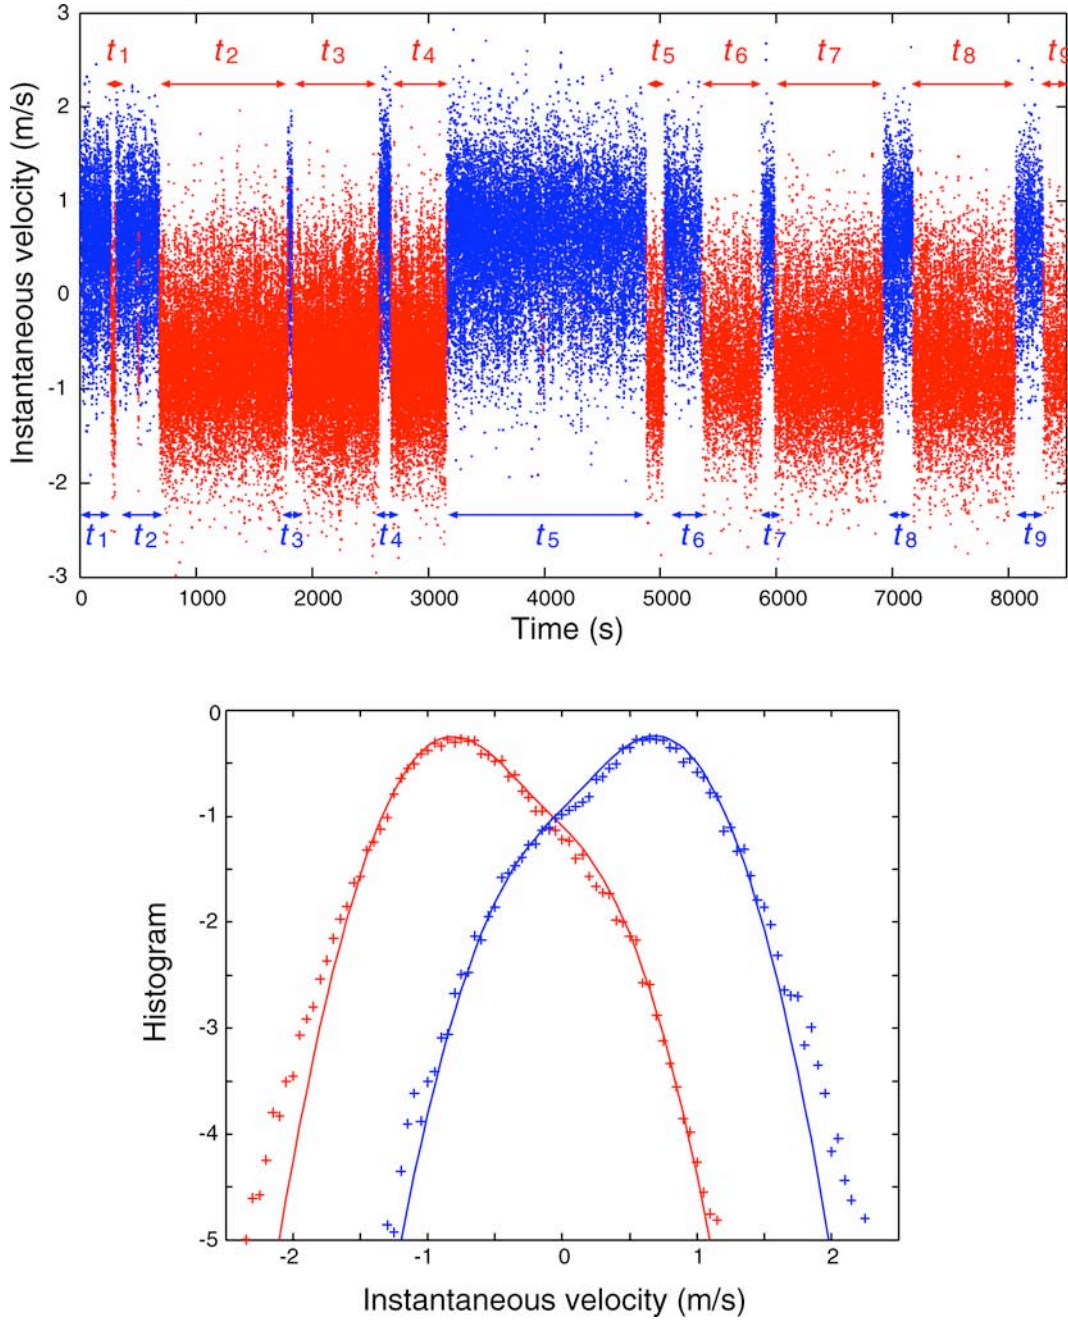 3
2
1
0
-1
-2
-3
Instantaneous velocity (m/s)
t1 t2 t3 t4 t5 t6 t7 t8 t9
t1 t2 t3 t4 t5 t6 t7 t8 t9
0 1000 2000 3000 4000 5000 6000 7000 8000
Time (s)
0
-1
-2
-3
-4
-5
Histogram
-2 -1 0 1 2
Instantaneous velocity (m/s)